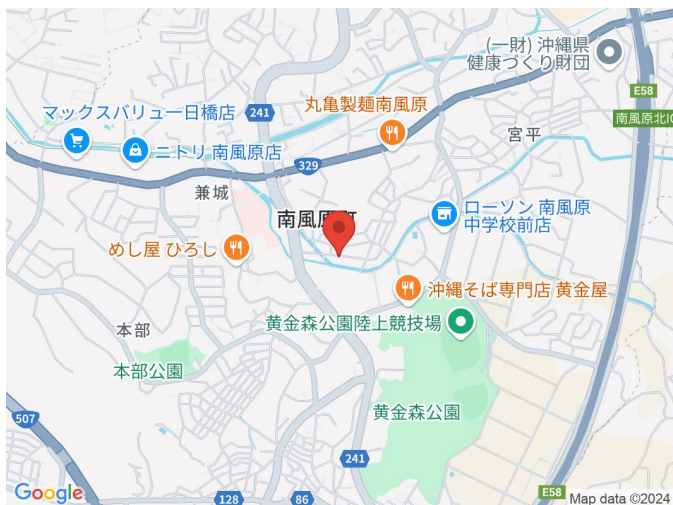 (一財) 沖縄県
健康づくり財団
E58
241
丸亀製麺南風原
南風原北IC
マックスバリュ一日橋店
宮平
ニトリ 南風原店
329
兼城
ローソン 南風原
中学校前店
南風原町
めし屋 ひろし
沖縄そば専門店 黄金屋
黄金森公園陸上競技場
本部
本部公園
黄金森公園
507
241
128
86
E58
Google
Map data ©2024